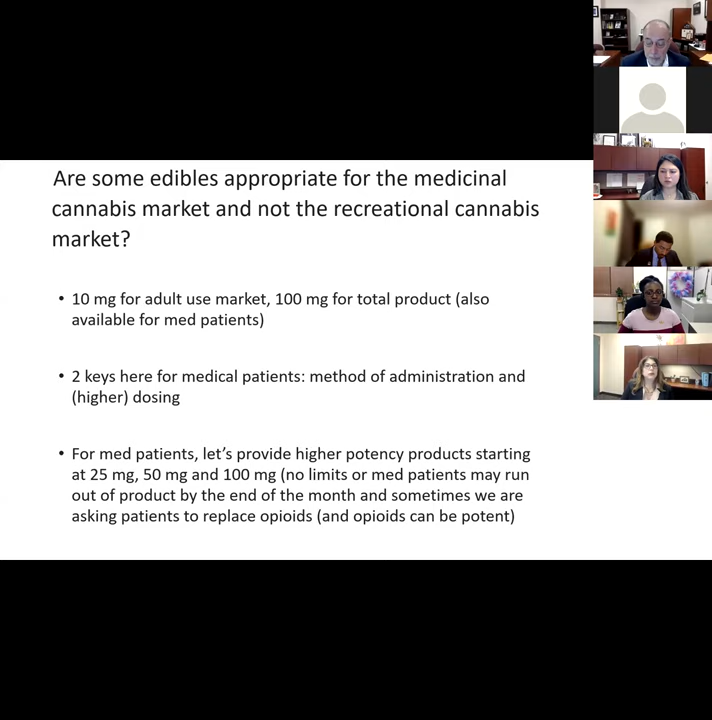 Are some edibles appropriate for the medicinal
cannabis market and not the recreational cannabis
market?
• 10 mg for adult use market, 100 mg for total product (also
available for med patients)
• 2 keys here for medical patients: method of administration and
(higher) dosing
• For med patients, let’s provide higher potency products starting
at 25 mg, 50 mg and 100 mg (no limits or med patients may run
out of product by the end of the month and sometimes we are
asking patients to replace opioids (and opioids can be potent)